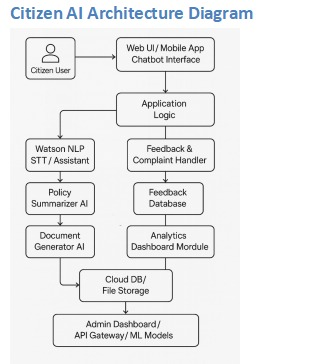 Citizen AI Architecture Diagram
Citizen User
Web UI/Mobile App
Chatbot Interface
Application
Logic
Watson NLP
STT/Assistant
Feedback &
Complaint Handler
Policy
Summarizer AI
Feedback
Database
Document
Generator AI
Analytics
Dashboard Mordule
Cloud DB/
File Storage
Admin Dashboard/
API Gateway/ML Models